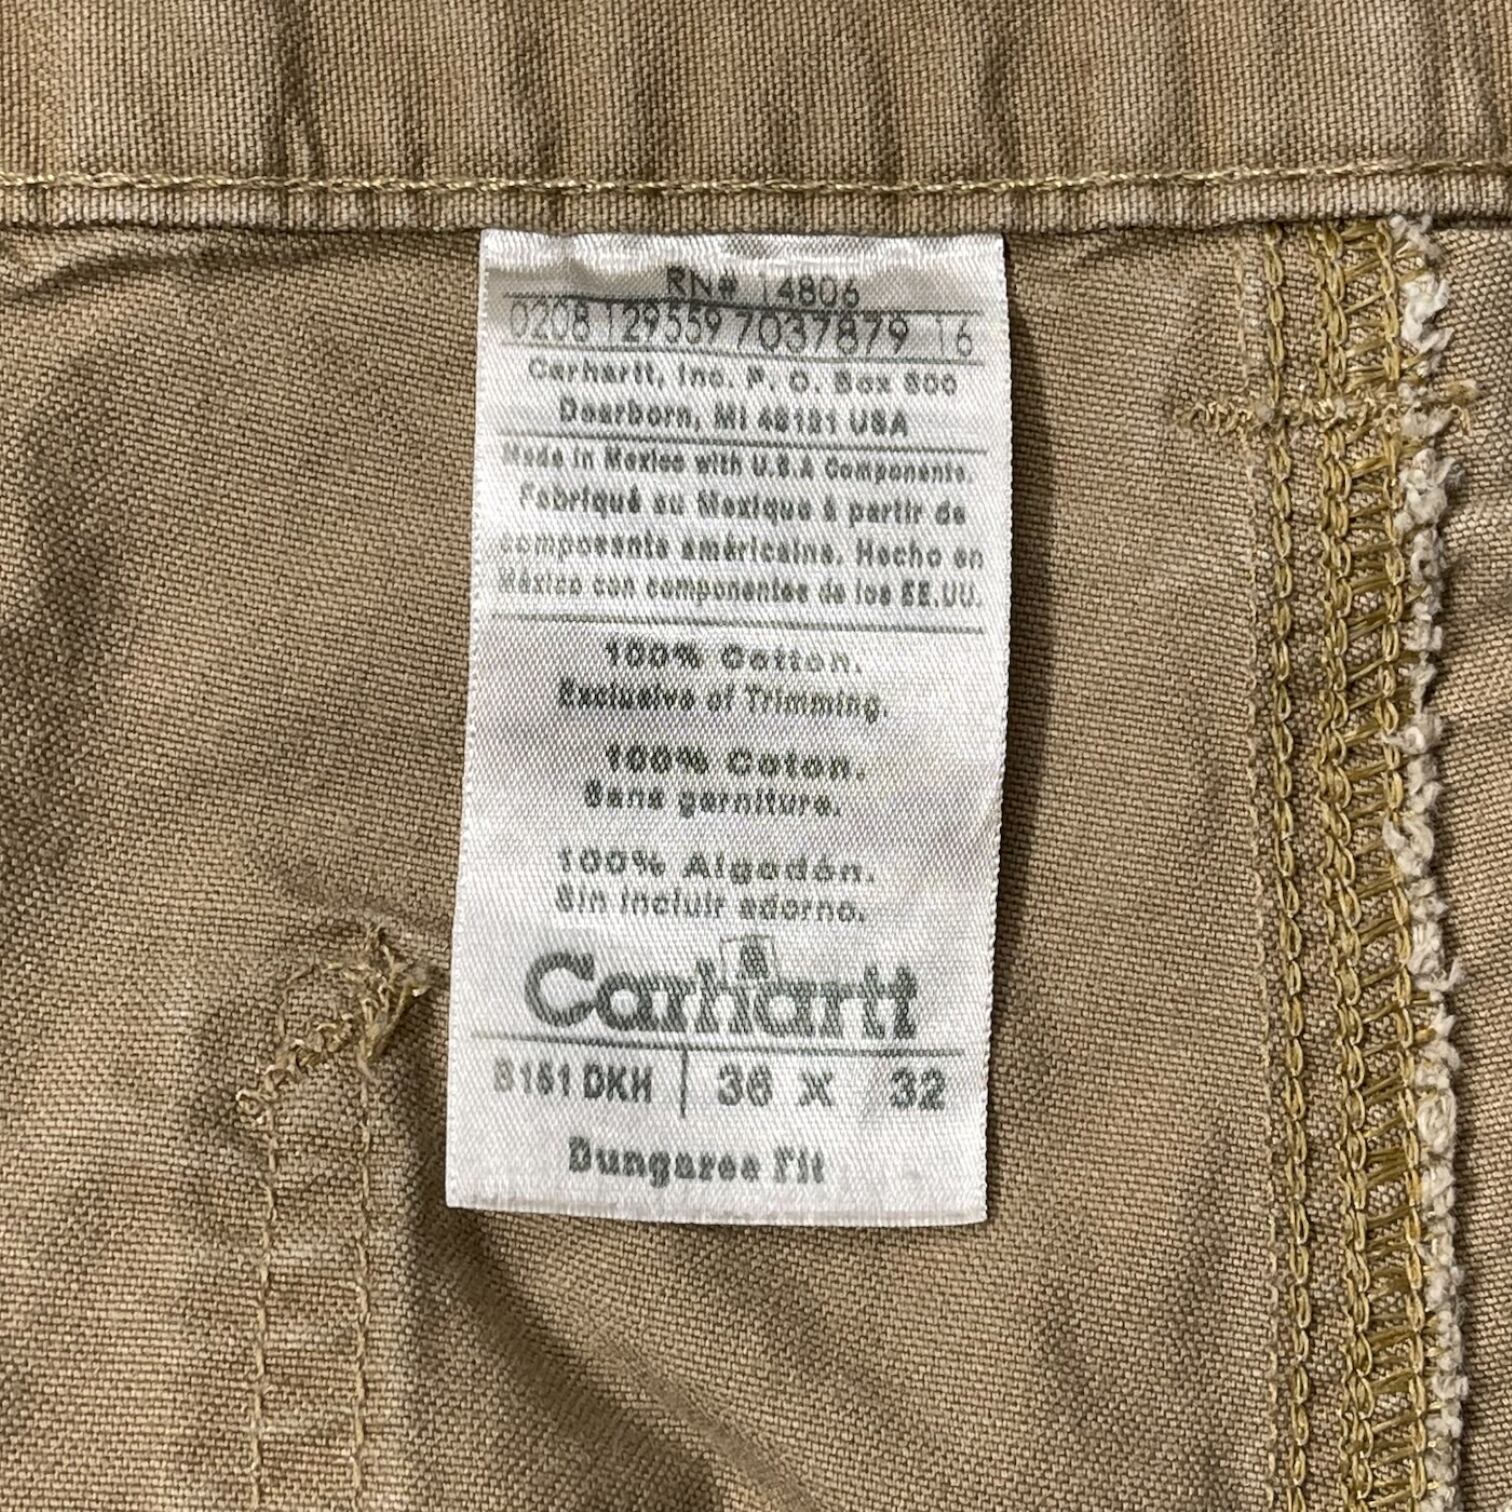 RN# 14806
0208 129559 7037879 16
Carhartt, Inc. P. O. Box 600
Dearborn, MI 48121 USA
Made in Mexico with U.S.A Components.
Fabriqué au Mexique à partir de
composants américains. Hecho en
México con componentes de los EE.UU.
100% Cotton.
Exclusive of Trimming.
100% Coton.
Sans garniture.
100% Algodón.
Sin incluir adorno.
Carhartt
B151 DKH 36 X 32
Dungaree Fit